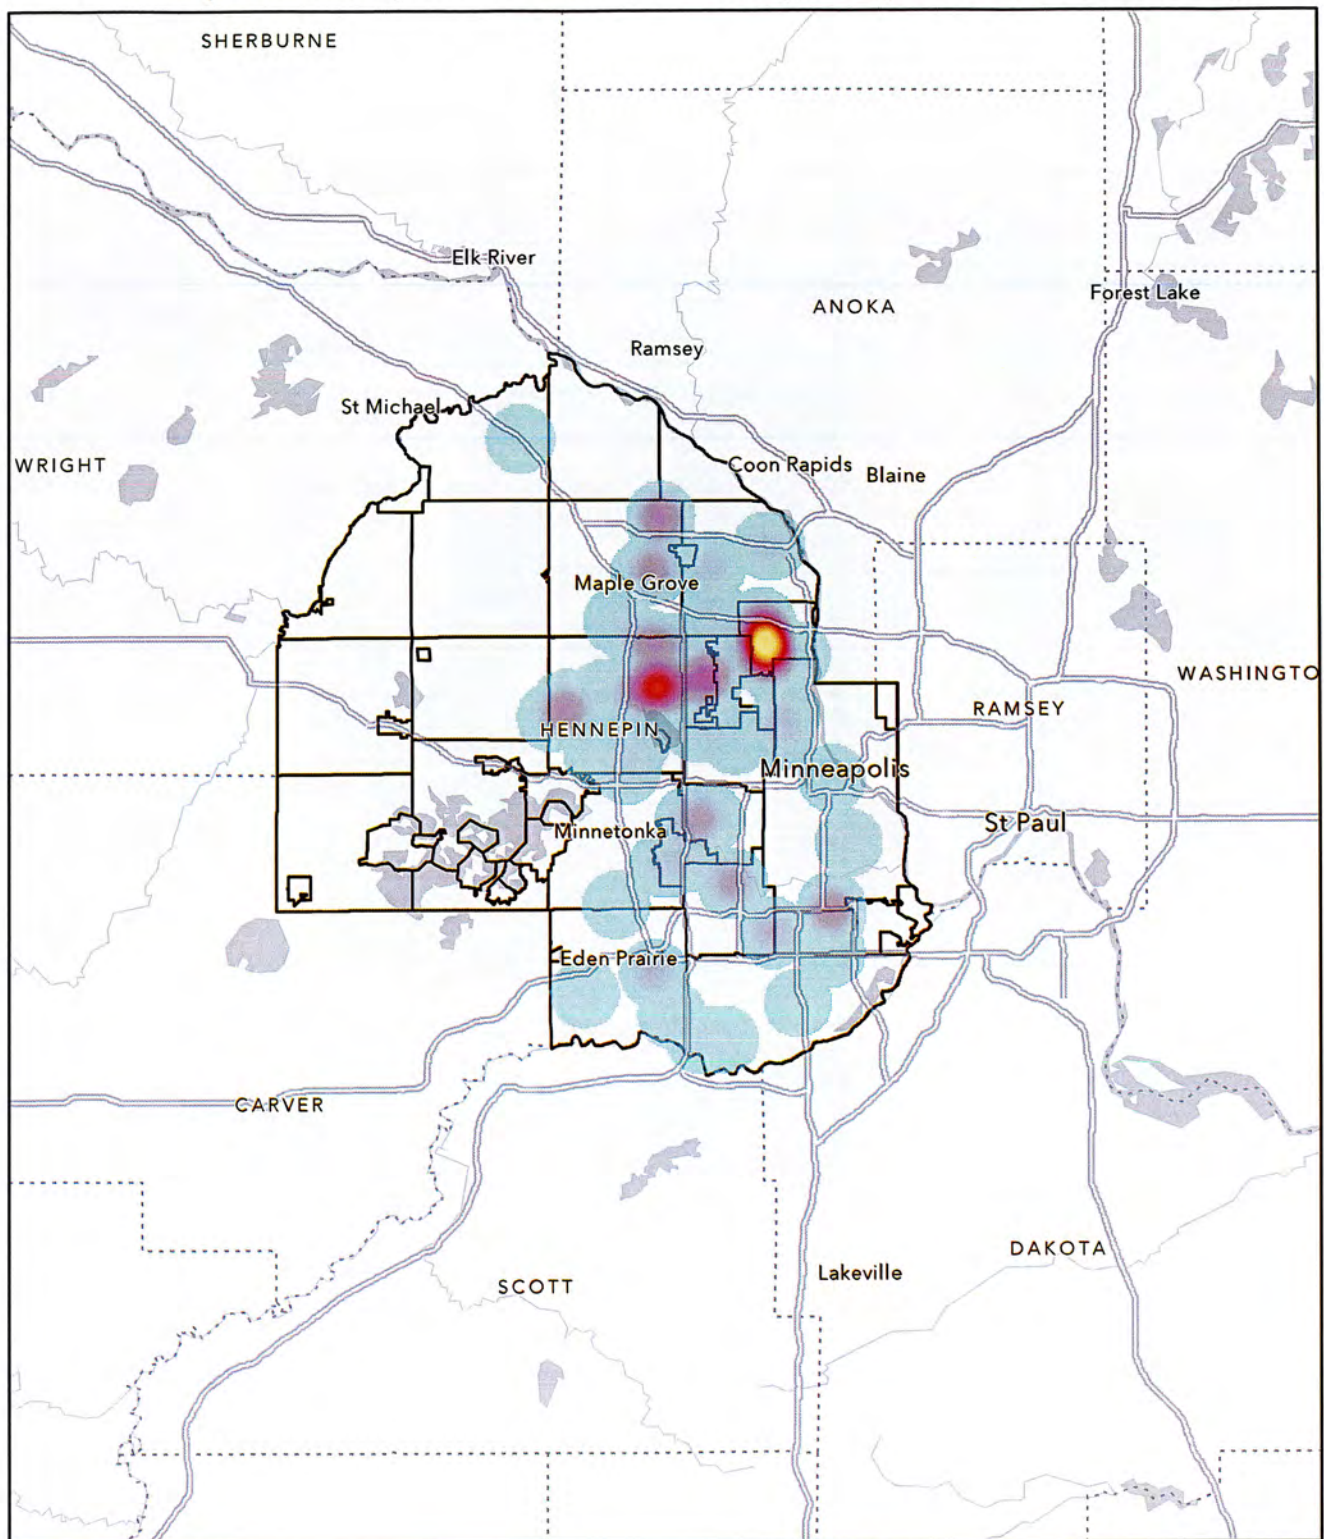 SHERBURNE
Elk River
Forest Lake
ANOKA
Ramsey
St Michael
WRIGHT
Coon Rapids
Blaine
Maple Grove
WASHINGTO
RAMSEY
HENNEPIN
Minneapolis
St Paul
Minnetonka
Eden Prairie
CARVER
DAKOTA
Lakeville
SCOTT